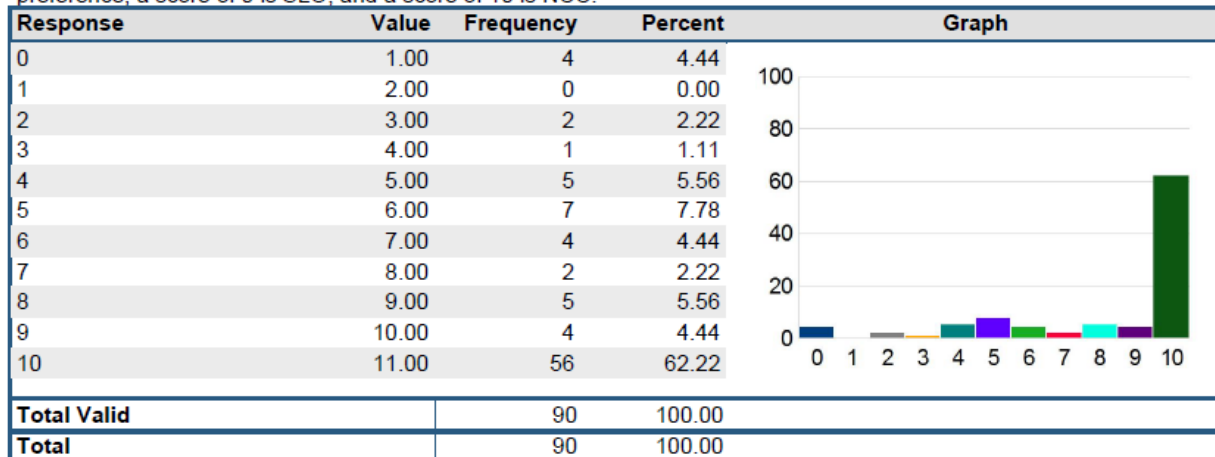 Response Value Frequency Percent Graph
0 1.00 4 4.44
1 2.00 0 0.00
2 3.00 2 2.22
3 4.00 1 1.11
4 5.00 5 5.56
5 6.00 7 7.78
6 7.00 4 4.44
7 8.00 2 2.22
8 9.00 5 5.56
9 10.00 4 4.44
10 11.00 56 62.22
100
80
60
40
20
0
0 1 2 3 4 5 6 7 8 9 10
Total Valid 90 100.00
Total 90 100.00